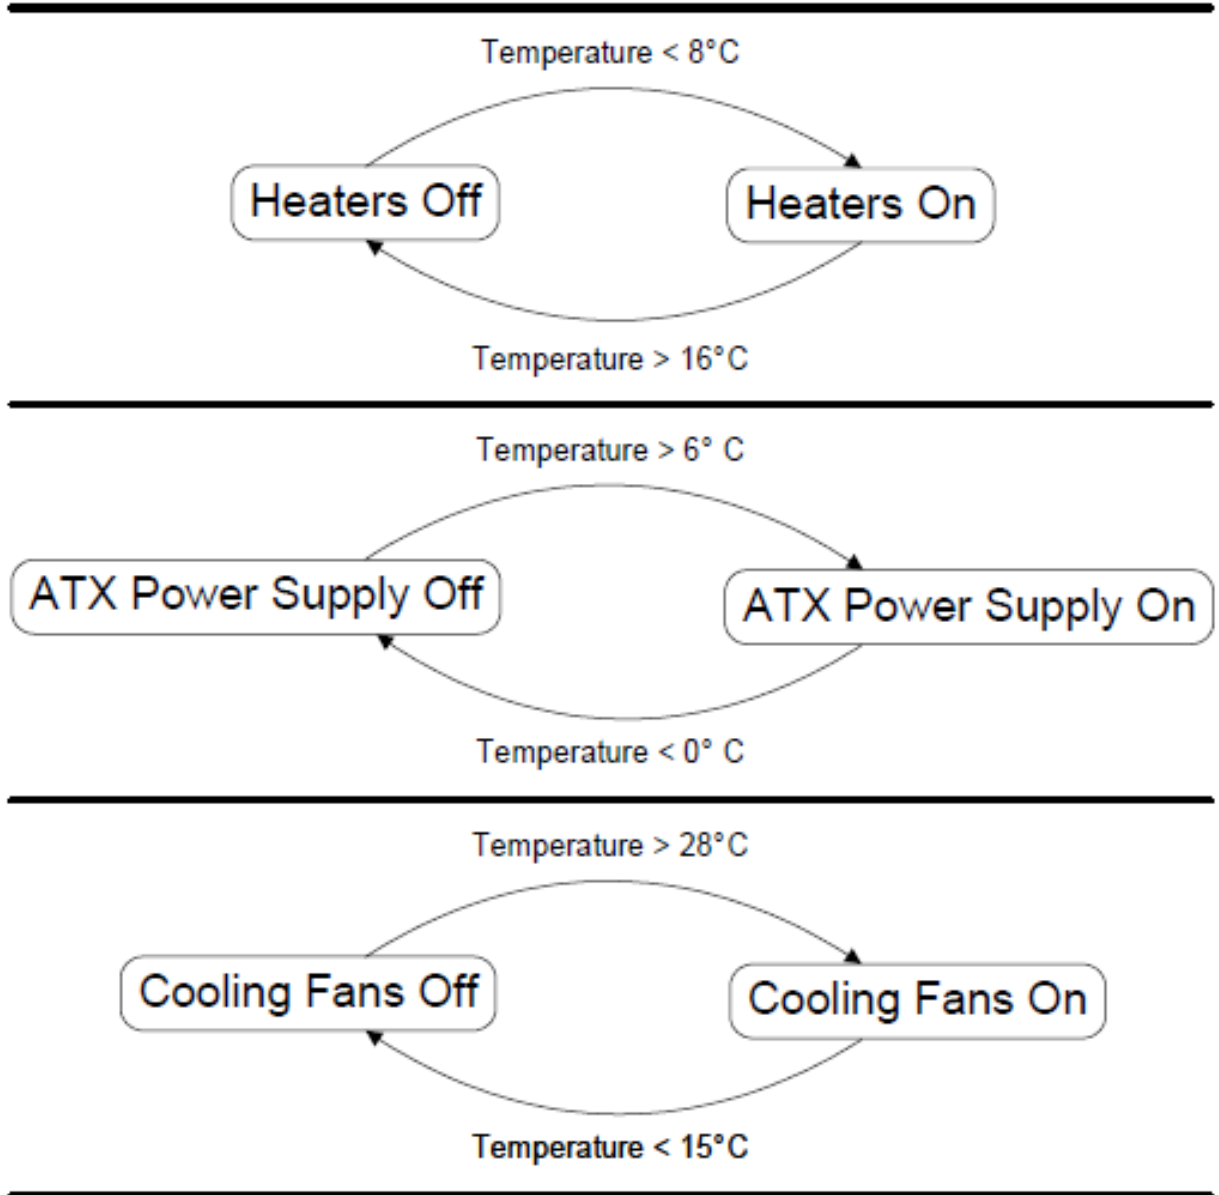 Temperature < 8°C
Heaters Off
Heaters On
Temperature > 16°C
Temperature > 6° C
ATX Power Supply Off
ATX Power Supply On
Temperature < 0° C
Temperature > 28°C
Cooling Fans Off
Cooling Fans On
Temperature < 15°C